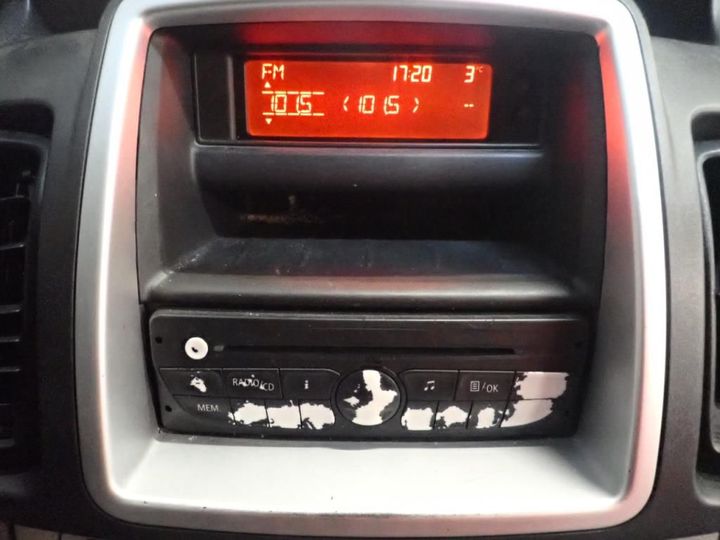 FM 17:20 3°C
101.5 (101.5) --
RADIO/CD i /OK
MEM.